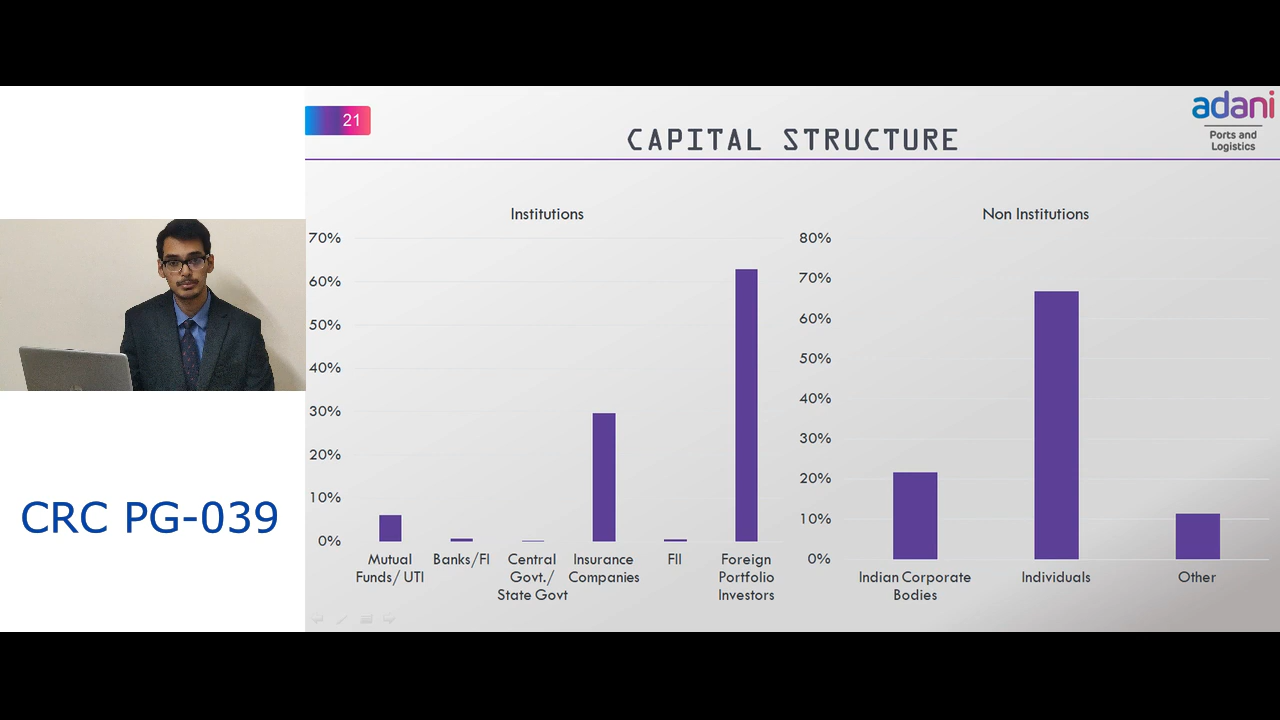 21
CAPITAL STRUCTURE
adani
Ports and
Logistics
Institutions
70%
60%
50%
40%
30%
20%
10%
0%
Mutual
Funds/ UTI
Banks/FI
Central
Govt./
State Govt
Insurance
Companies
FII
Foreign
Portfolio
Investors
Non Institutions
80%
70%
60%
50%
40%
30%
20%
10%
0%
Indian Corporate
Bodies
Individuals
Other
CRC PG-039